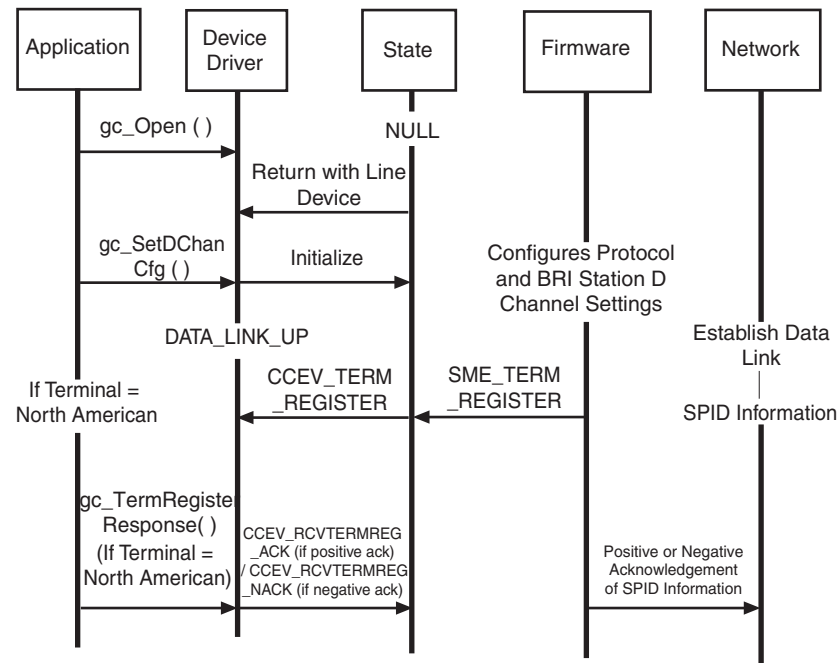 Application
Device
Driver
State
Firmware
Network
gc_Open ( )
NULL
Return with Line
Device
gc_SetDChan
Cfg ( )
Initialize
Configures Protocol
and BRI Station D
Channel Settings
DATA_LINK_UP
Establish Data
Link
If Terminal =
North American
CCEV_TERM
_REGISTER
SME_TERM
_REGISTER
SPID Information
gc_TermRegister
Response( )
(If Terminal =
North American)
CCEV_RCVTERMREG
_ACK (if positive ack)
/ CCEV_RCVTERMREG
_NACK (if negative ack)
Positive or Negative
Acknowledgement
of SPID Information